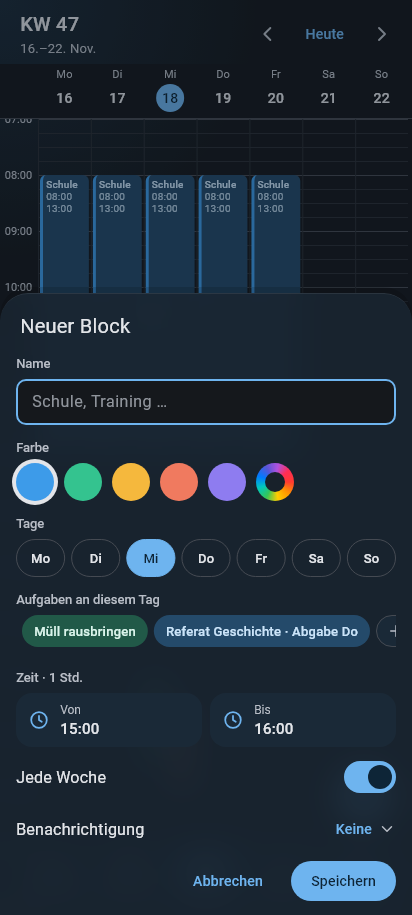 KW 47
16.–22. Nov.
Heute
Mo Di Mi Do Fr Sa So
16 17 18 19 20 21 22
07:00
08:00
Schule Schule Schule Schule Schule
08:00 08:00 08:00 08:00 08:00
13:00 13:00 13:00 13:00 13:00
09:00
10:00
Neuer Block
Name
Schule, Training …
Farbe
Tage
Mo Di Mi Do Fr Sa So
Aufgaben an diesem Tag
Müll rausbringen Referat Geschichte · Abgabe Do +
Zeit · 1 Std.
Von Bis
15:00 16:00
Jede Woche
Benachrichtigung Keine
Abbrechen Speichern